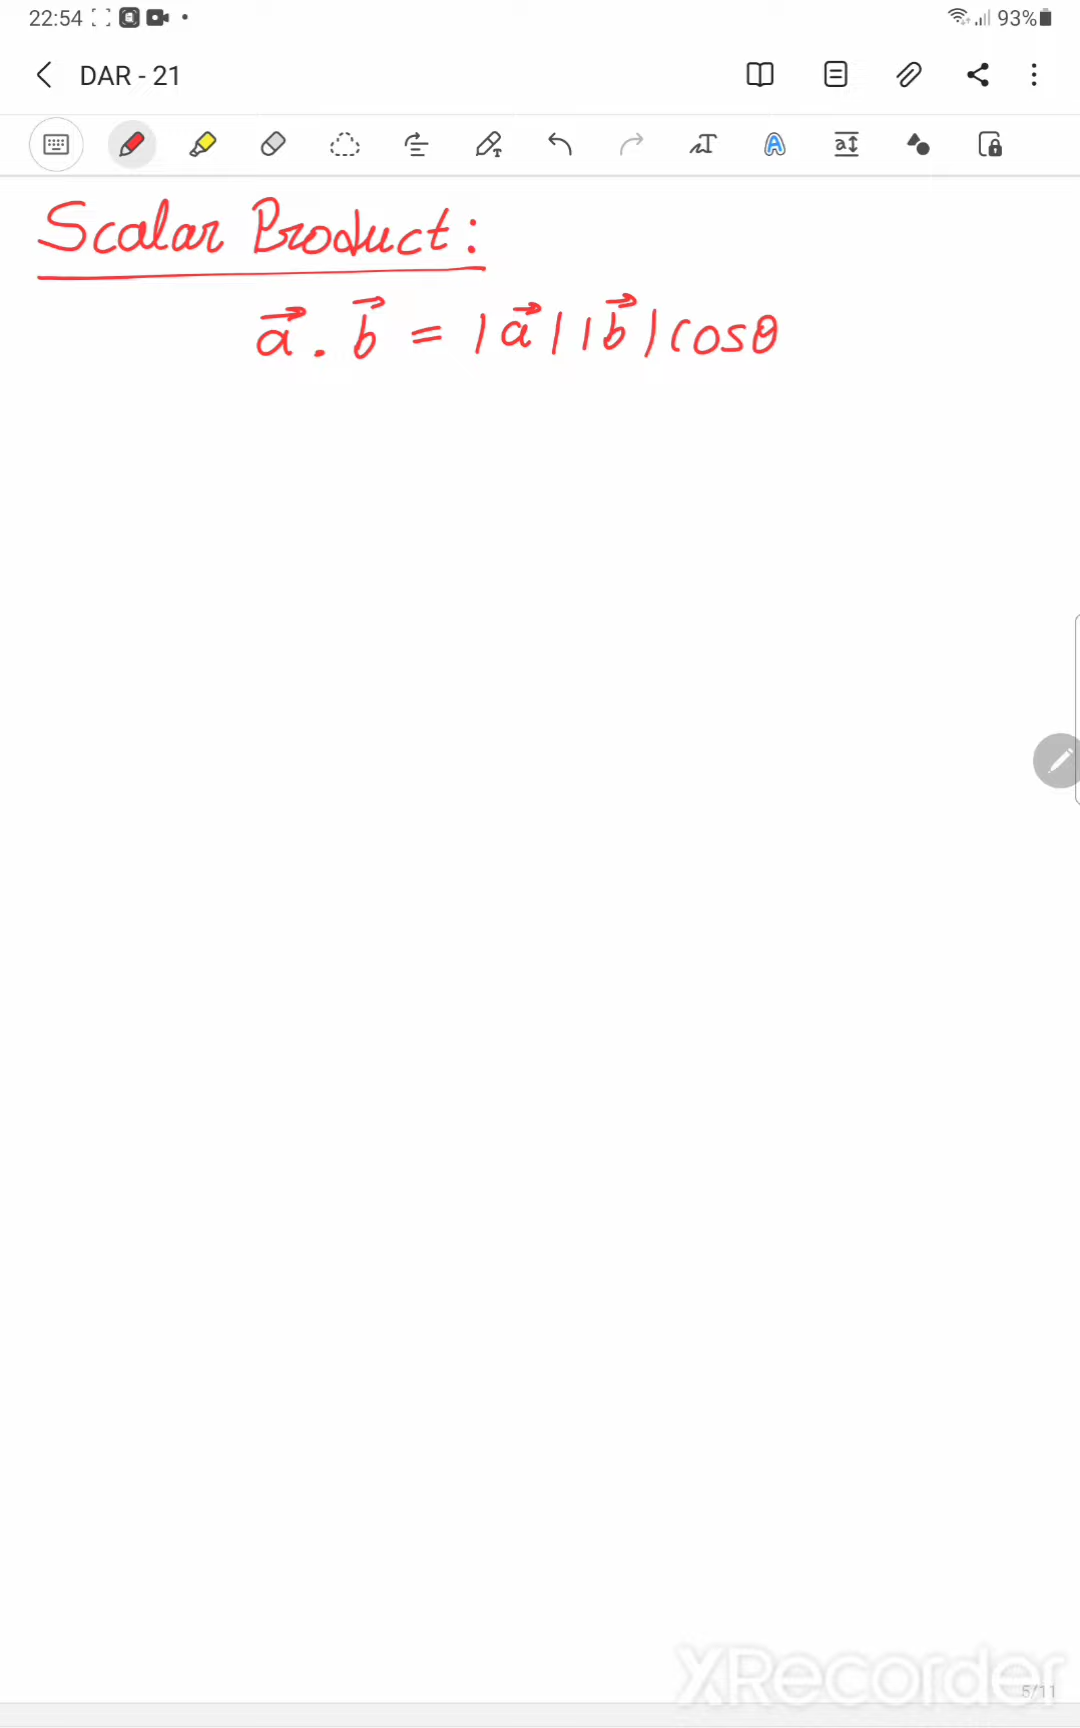 22:54 93%
DAR - 21
Scalar Product:
a⃗ . b⃗ = |a⃗||b⃗|cosθ
XRecorder
5/11